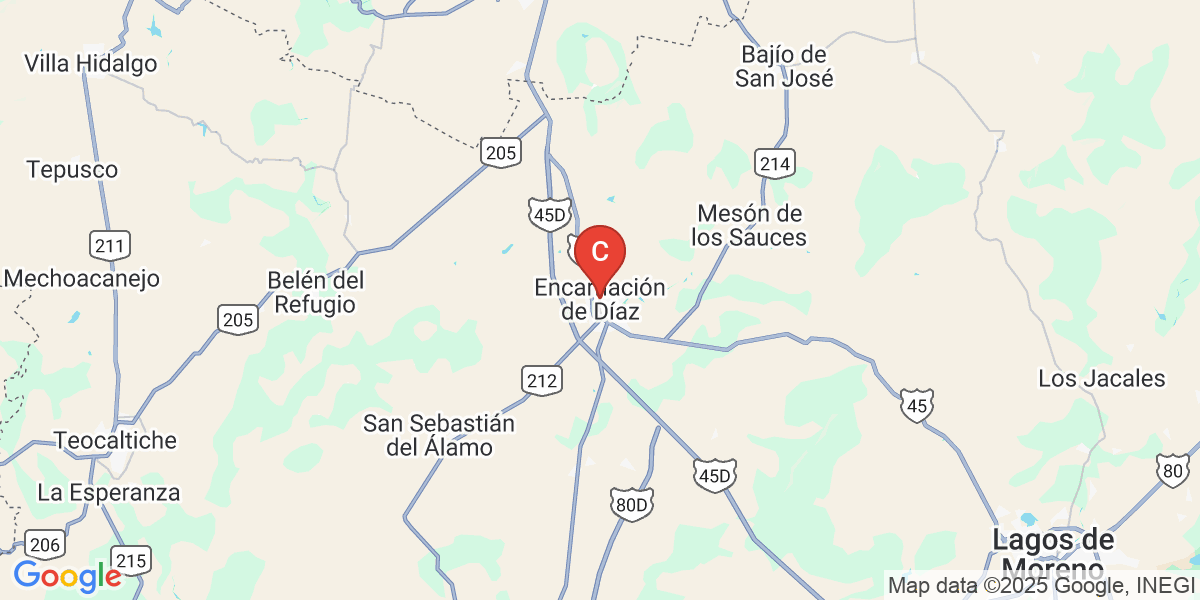 Bajío de
San José
Villa Hidalgo
205
214
Tepusco
45D
Mesón de
los Sauces
C
211
Mechoacanejo
Belén del
Refugio
Encarnación
de Díaz
205
212
Los Jacales
45
San Sebastián
del Álamo
Teocaltiche
45D
80
La Esperanza
80D
206
215
Lagos de
Moreno
Google
Map data ©2025 Google, INEGI